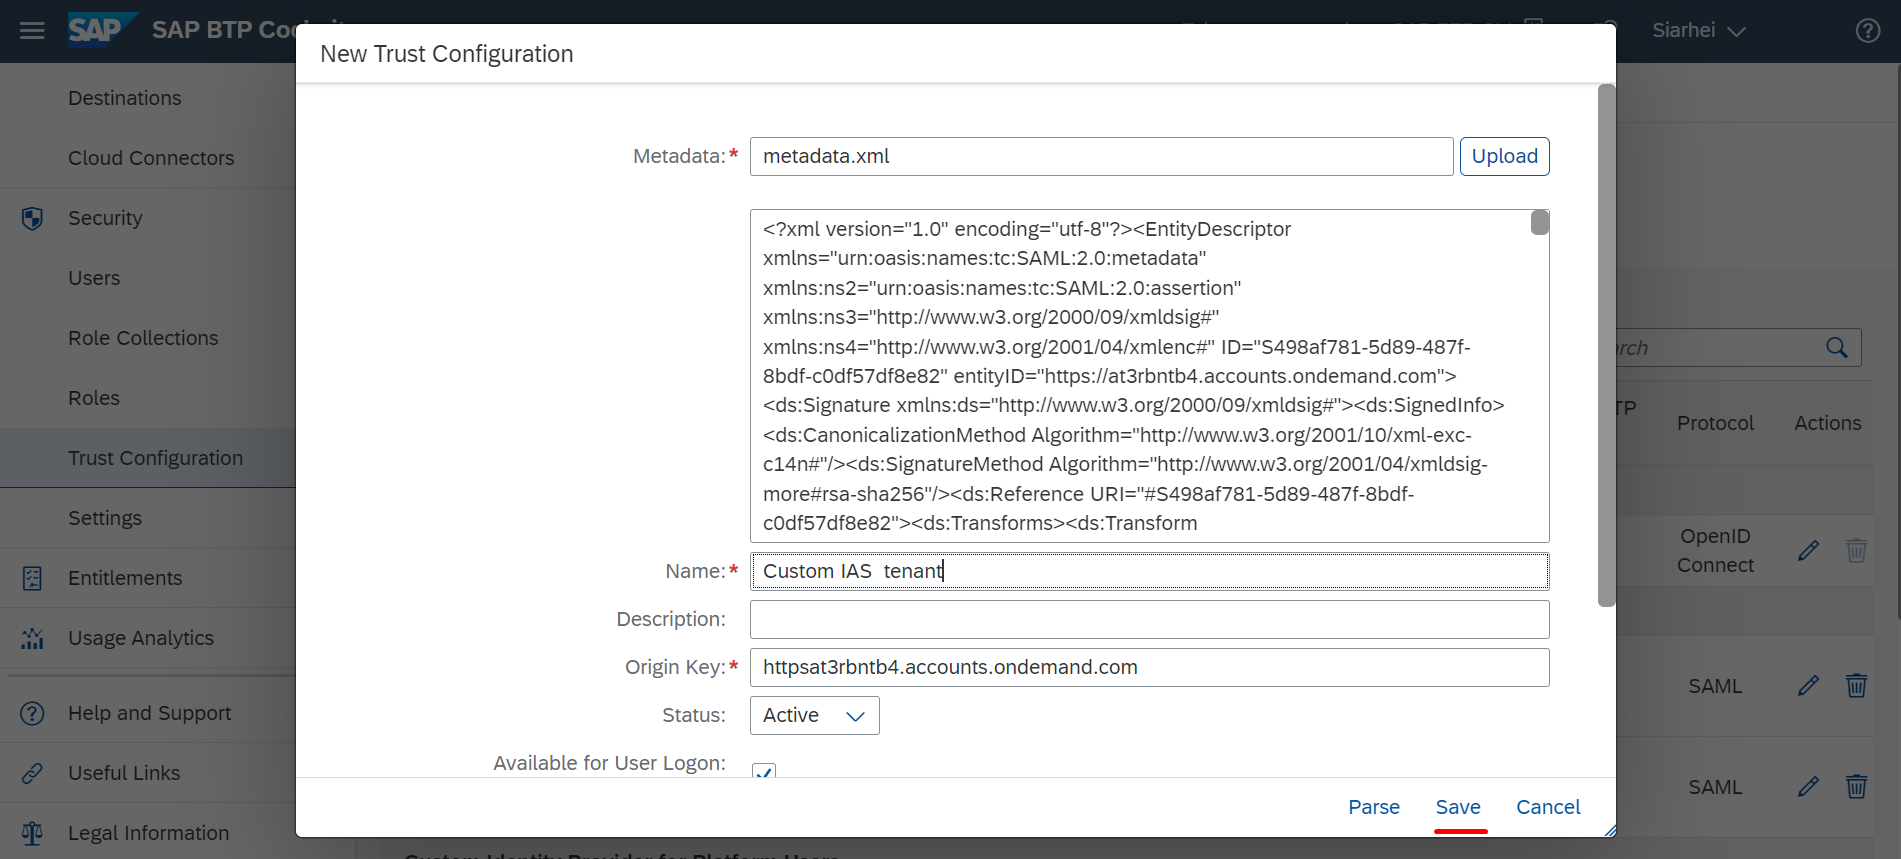 SAP
SAP BTP
Siarhei
New Trust Configuration
Destinations
Cloud Connectors
Security
Users
Role Collections
Roles
Trust Configuration
Settings
Entitlements
Usage Analytics
Help and Support
Useful Links
Legal Information
Metadata:* metadata.xml Upload
<?xml version="1.0" encoding="utf-8"?><EntityDescriptor
xmlns="urn:oasis:names:tc:SAML:2.0:metadata"
xmlns:ns2="urn:oasis:names:tc:SAML:2.0:assertion"
xmlns:ns3="http://www.w3.org/2000/09/xmldsig#"
xmlns:ns4="http://www.w3.org/2001/04/xmlenc#" ID="S498af781-5d89-487f-
8bdf-c0df57df8e82" entityID="https://at3rbntb4.accounts.ondemand.com">
<ds:Signature xmlns:ds="http://www.w3.org/2000/09/xmldsig#"><ds:SignedInfo>
<ds:CanonicalizationMethod Algorithm="http://www.w3.org/2001/10/xml-exc-
c14n#"/><ds:SignatureMethod Algorithm="http://www.w3.org/2001/04/xmldsig-
more#rsa-sha256"/><ds:Reference URI="#S498af781-5d89-487f-8bdf-
c0df57df8e82"><ds:Transforms><ds:Transform
Name:* Custom IAS  tenant
Description:
Origin Key:* httpsat3rbntb4.accounts.ondemand.com
Status: Active
Available for User Logon:
Parse Save Cancel
Protocol Actions
OpenID
Connect
SAML
SAML